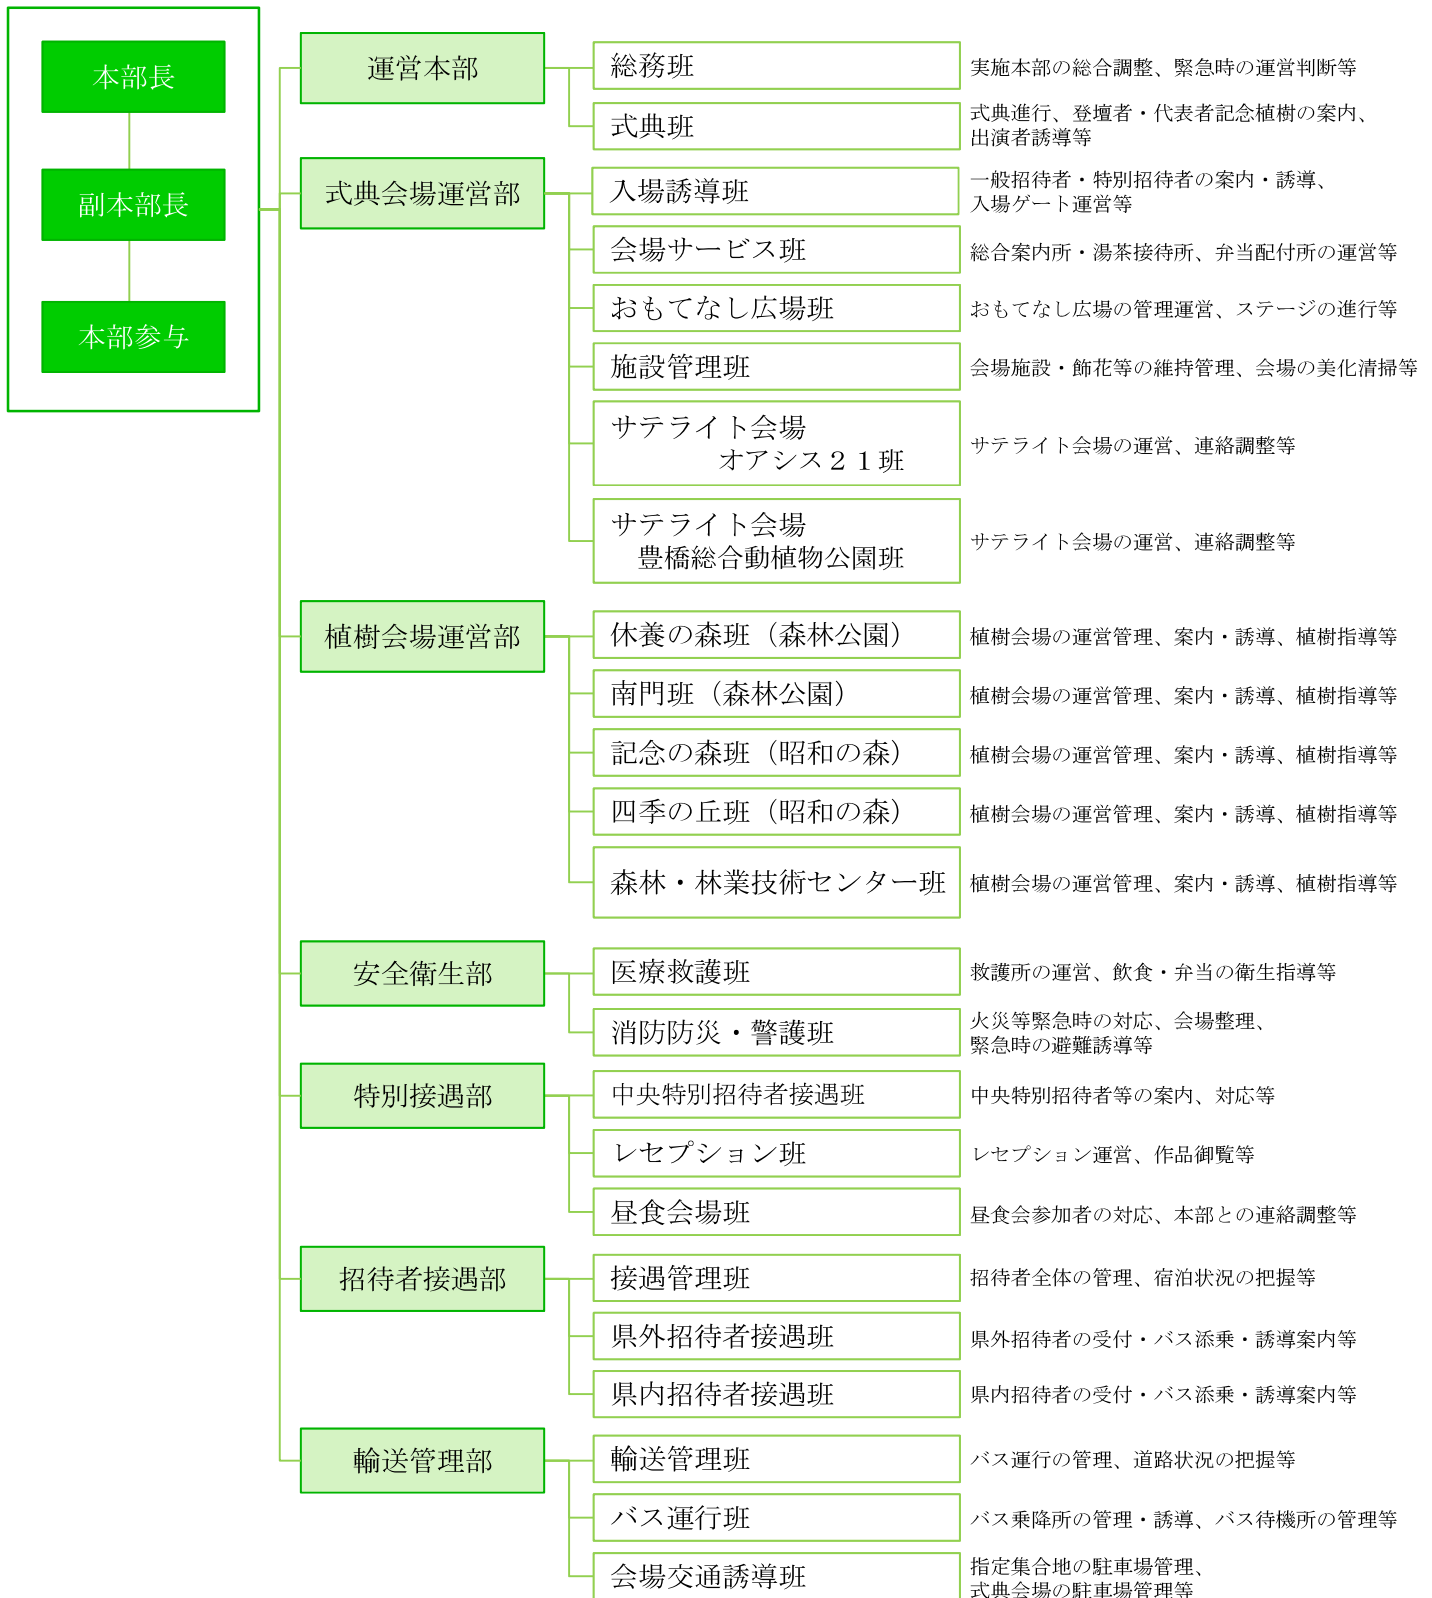 本部長
副本部長
本部参与
運営本部
総務班
実施本部の総合調整、緊急時の運営判断等
式典班
式典進行、登壇者・代表者記念植樹の案内、
出演者誘導等
式典会場運営部
入場誘導班
一般招待者・特別招待者の案内・誘導、
入場ゲート運営等
会場サービス班
総合案内所・湯茶接待所、弁当配付所の運営等
おもてなし広場班
おもてなし広場の管理運営、ステージの進行等
施設管理班
会場施設・飾花等の維持管理、会場の美化清掃等
サテライト会場
オアシス２１班
サテライト会場の運営、連絡調整等
サテライト会場
豊橋総合動植物公園班
サテライト会場の運営、連絡調整等
植樹会場運営部
休養の森班（森林公園）
植樹会場の運営管理、案内・誘導、植樹指導等
南門班（森林公園）
植樹会場の運営管理、案内・誘導、植樹指導等
記念の森班（昭和の森）
植樹会場の運営管理、案内・誘導、植樹指導等
四季の丘班（昭和の森）
植樹会場の運営管理、案内・誘導、植樹指導等
森林・林業技術センター班
植樹会場の運営管理、案内・誘導、植樹指導等
安全衛生部
医療救護班
救護所の運営、飲食・弁当の衛生指導等
消防防災・警護班
火災等緊急時の対応、会場整理、
緊急時の避難誘導等
特別接遇部
中央特別招待者接遇班
中央特別招待者等の案内、対応等
レセプション班
レセプション運営、作品御覧等
昼食会場班
昼食会参加者の対応、本部との連絡調整等
招待者接遇部
接遇管理班
招待者全体の管理、宿泊状況の把握等
県外招待者接遇班
県外招待者の受付・バス添乗・誘導案内等
県内招待者接遇班
県内招待者の受付・バス添乗・誘導案内等
輸送管理部
輸送管理班
バス運行の管理、道路状況の把握等
バス運行班
バス乗降所の管理・誘導、バス待機所の管理等
会場交通誘導班
指定集合地の駐車場管理、
式典会場の駐車場管理等